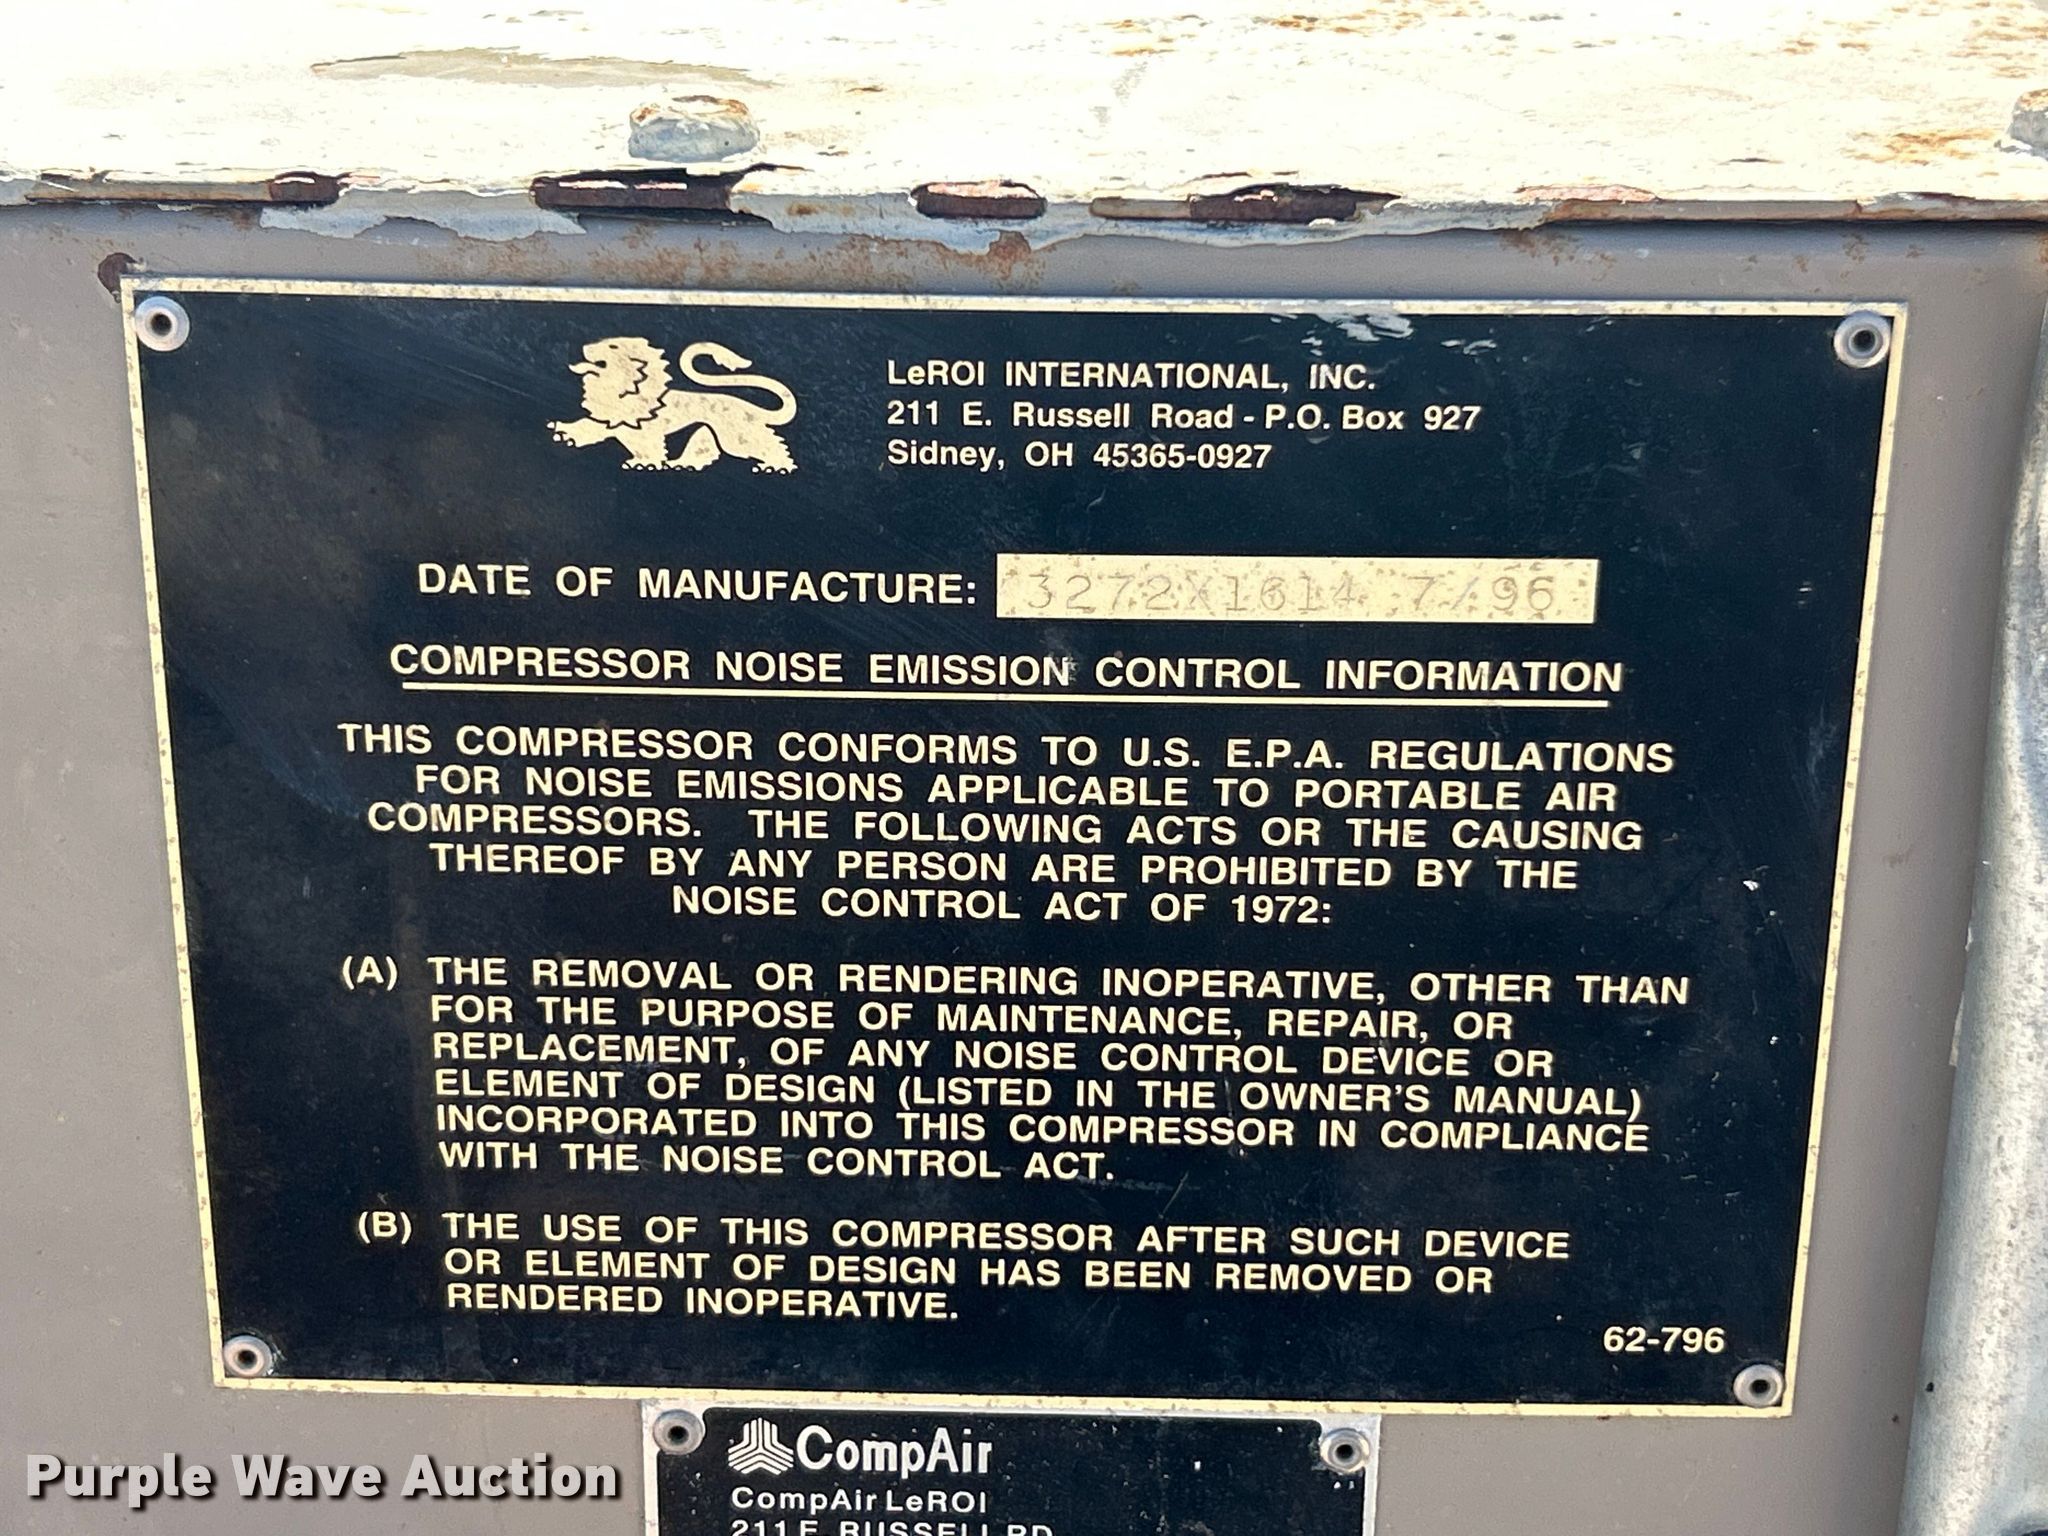 LeROI INTERNATIONAL, INC.
211 E. Russell Road - P.O. Box 927
Sidney, OH 45365-0927
DATE OF MANUFACTURE: 3272X1614 7/96
COMPRESSOR NOISE EMISSION CONTROL INFORMATION
THIS COMPRESSOR CONFORMS TO U.S. E.P.A. REGULATIONS
FOR NOISE EMISSIONS APPLICABLE TO PORTABLE AIR
COMPRESSORS. THE FOLLOWING ACTS OR THE CAUSING
THEREOF BY ANY PERSON ARE PROHIBITED BY THE
NOISE CONTROL ACT OF 1972:
(A) THE REMOVAL OR RENDERING INOPERATIVE, OTHER THAN
FOR THE PURPOSE OF MAINTENANCE, REPAIR, OR
REPLACEMENT, OF ANY NOISE CONTROL DEVICE OR
ELEMENT OF DESIGN (LISTED IN THE OWNER'S MANUAL)
INCORPORATED INTO THIS COMPRESSOR IN COMPLIANCE
WITH THE NOISE CONTROL ACT.
(B) THE USE OF THIS COMPRESSOR AFTER SUCH DEVICE
OR ELEMENT OF DESIGN HAS BEEN REMOVED OR
RENDERED INOPERATIVE.
62-796
CompAir
CompAir LeROI
211 E. RUSSELL RD
Purple Wave Auction